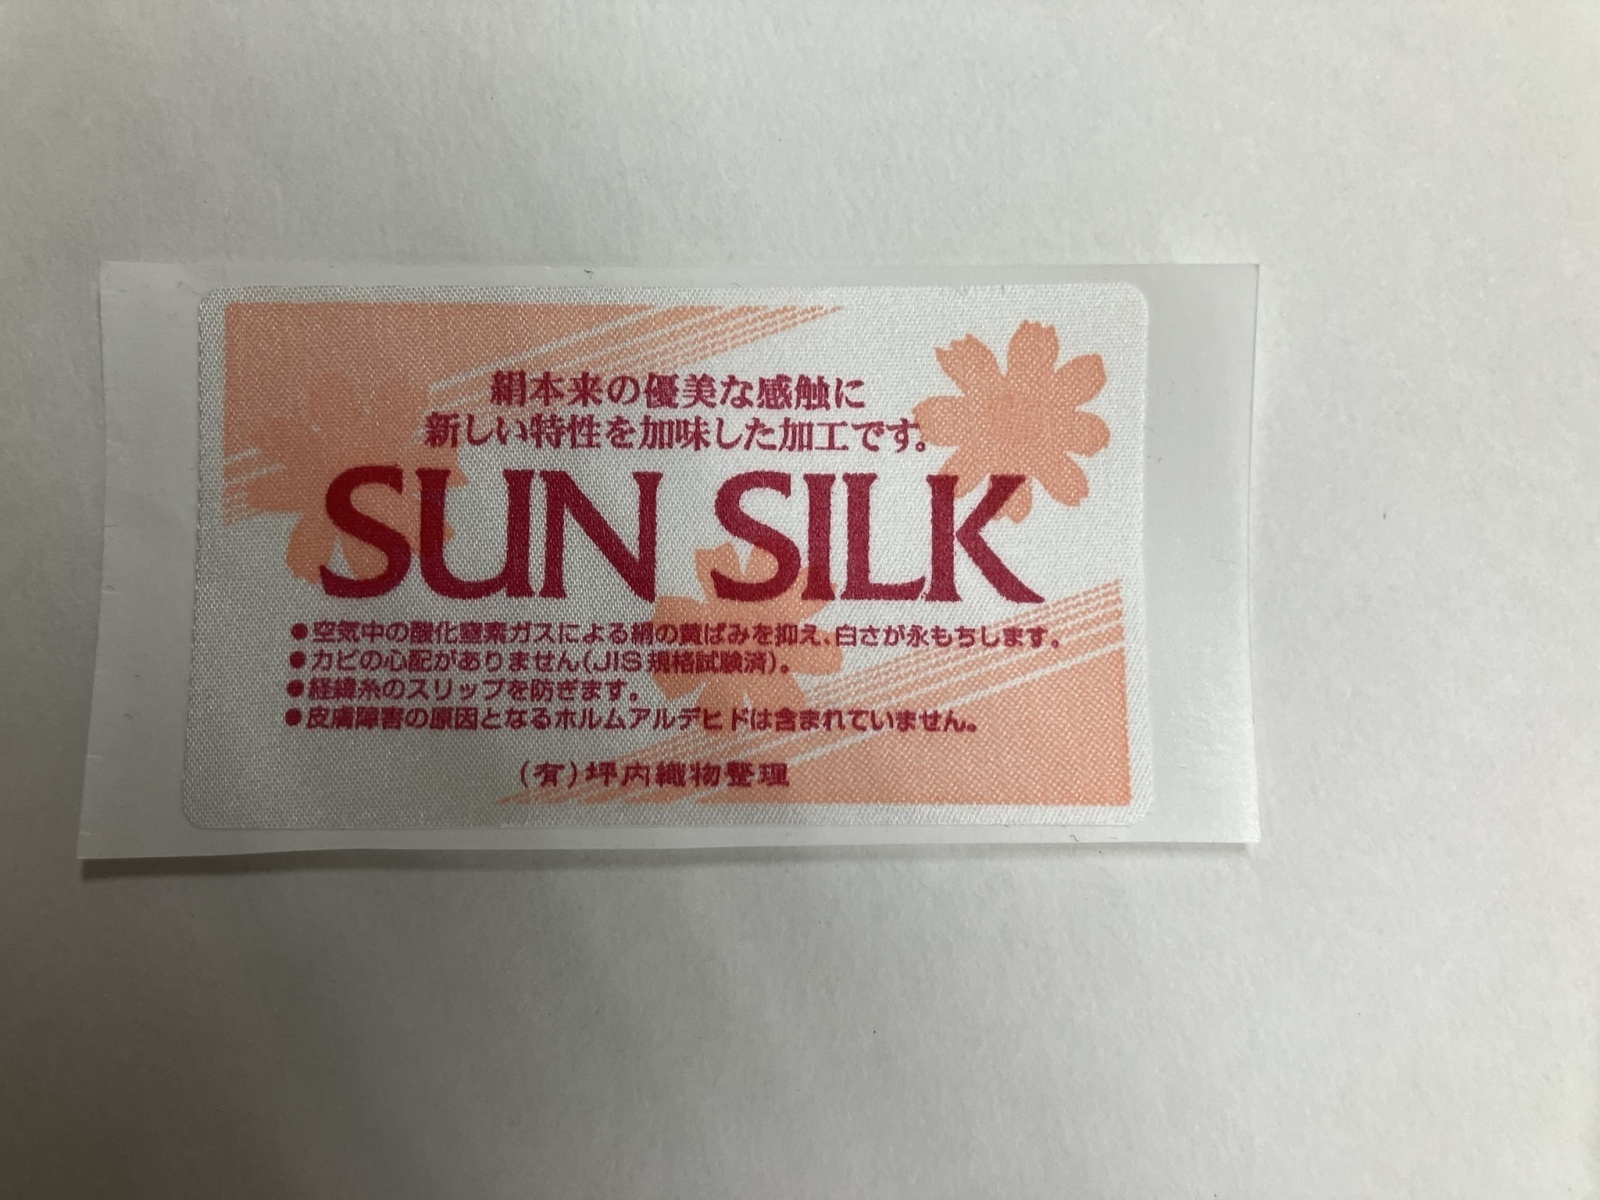 絹本来の優美な感触に
新しい特性を加味した加工です。
SUN SILK
●空気中の酸化窒素ガスによる絹の黄ばみを抑え、白さが永もちします。
●カビの心配がありません(JIS規格試験済)。
●経緯糸のスリップを防ぎます。
●皮膚障害の原因となるホルムアルデヒドは含まれていません。
(有)坪内織物整理